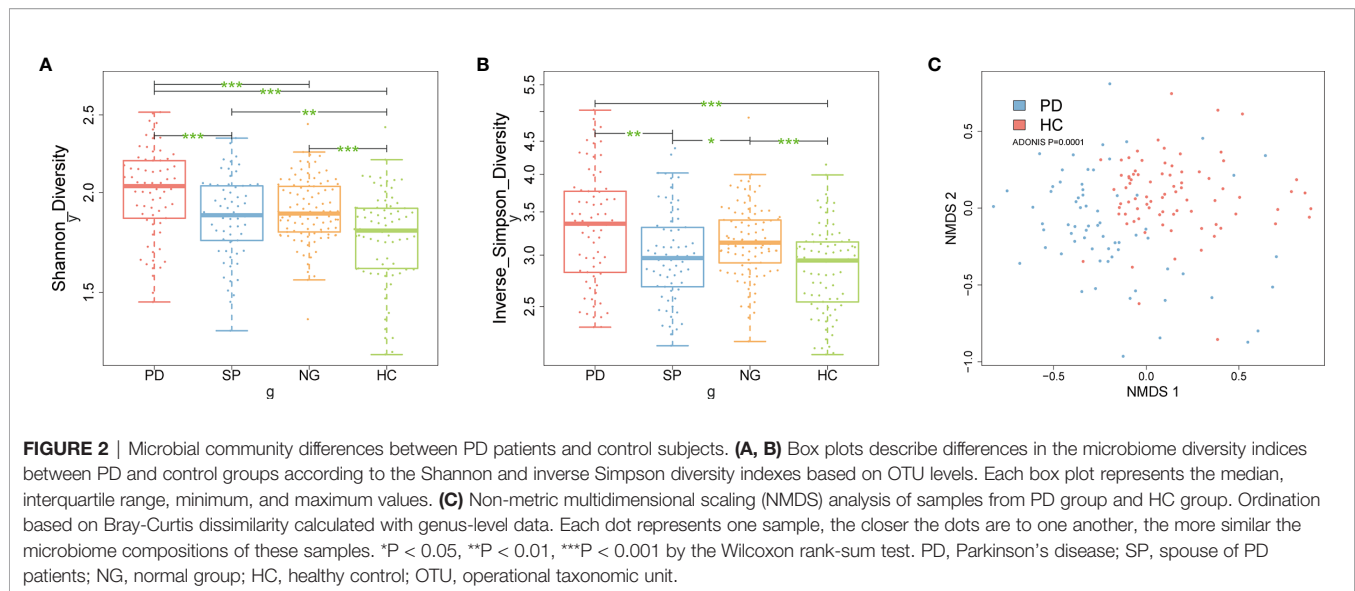 A
B
C
Shannon_Diversity
y
2.5
2.0
1.5
***
***
**
***
***
PD
SP
NG
HC
g
Inverse_Simpson_Diversity
y
5.5
4.5
4.0
3.5
3.0
2.5
***
**
*
***
PD
SP
NG
HC
g
NMDS 2
0.5
0.0
−0.5
−1.0
PD
HC
ADONIS P=0.0001
−0.5
0.0
0.5
NMDS 1
FIGURE 2 | Microbial community differences between PD patients and control subjects. (A, B) Box plots describe differences in the microbiome diversity indices
between PD and control groups according to the Shannon and inverse Simpson diversity indexes based on OTU levels. Each box plot represents the median,
interquartile range, minimum, and maximum values. (C) Non-metric multidimensional scaling (NMDS) analysis of samples from PD group and HC group. Ordination
based on Bray-Curtis dissimilarity calculated with genus-level data. Each dot represents one sample, the closer the dots are to one another, the more similar the
microbiome compositions of these samples. *P < 0.05, **P < 0.01, ***P < 0.001 by the Wilcoxon rank-sum test. PD, Parkinson's disease; SP, spouse of PD
patients; NG, normal group; HC, healthy control; OTU, operational taxonomic unit.